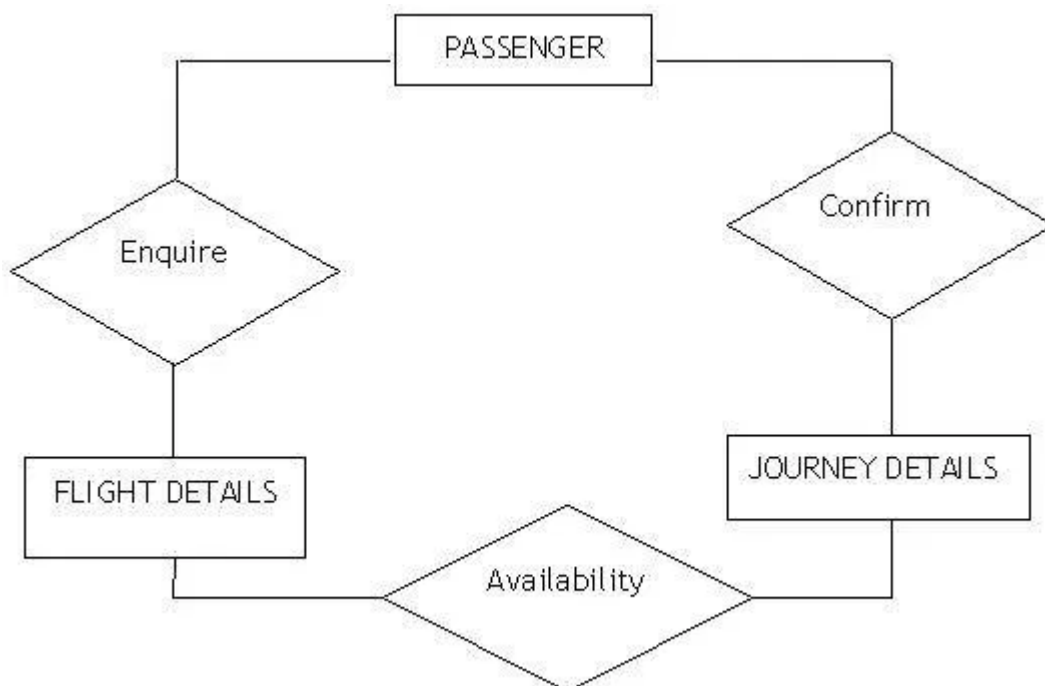 PASSENGER
Confirm
Enquire
JOURNEY DETAILS
FLIGHT DETAILS
Availability